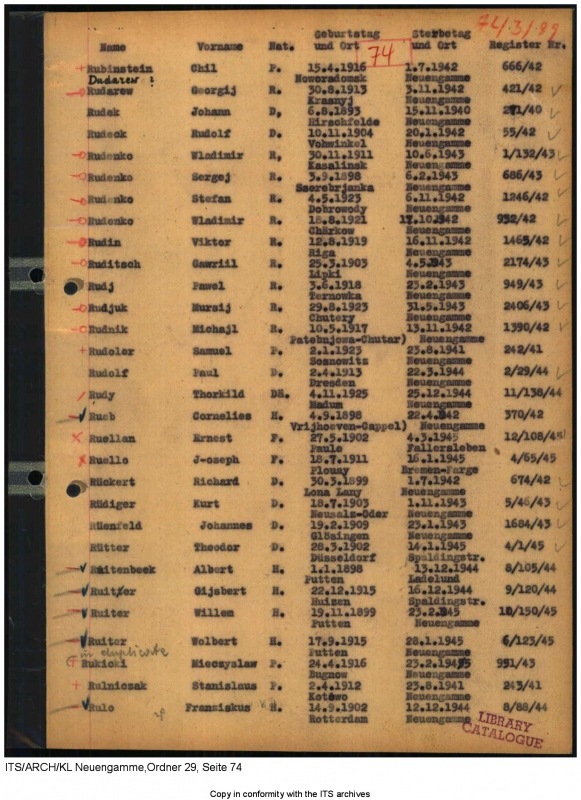 74/3/99
Geburtstag Sterbetag
Name Vorname Nat. und Ort 74 und Ort Register Nr.
+ Rubinstein Chil P. 15.4.1916 1.7.1942 666/42
Dudarew ! Noworadomsk Neuengamme
Rudarew Georgij R. 30.8.1913 3.11.1942 421/42
Krasnyj Neuengamme
Rudek Johann D. 6.8.1893 15.11.1940 271/40
Hirschfelde Neuengamme
Rudeck Rudolf D. 10.11.1904 20.1.1942 55/42
Vohwinkel Neuengamme
Rudenko Wladimir R. 30.11.1911 10.6.1943 1/132/43
Kasalinsk Neuengamme
Rudenko Sergej R. 3.9.1898 6.2.1943 686/43
Sserebrjanka Neuengamme
Rudenko Stefan R. 4.5.1923 6.11.1942 1246/42
Dobrowody Neuengamme
Rudenko Wladimir R. 18.8.1921 17.10.1942 932/42
Charkow Neuengamme
Rudin Viktor R. 12.8.1919 16.11.1942 1465/42
Riga Neuengamme
Ruditsch Gawriil R. 25.3.1903 4.5.1943 2174/43
Lipki Neuengamme
Rudj Pawel R. 3.6.1918 23.2.1943 949/43
Ternowka Neuengamme
Rudjuk Nursij R. 29.8.1923 31.5.1943 2406/43
Chutery Neuengamme
Rudnik Michajl R. 10.5.1917 13.11.1942 1390/42
Patebnjowa-Chutar) Neuengamme
+ Rudoler Samuel P. 2.1.1923 23.8.1941 242/41
Sosnowitz Neuengamme
Rudolf Paul D. 2.4.1913 22.3.1944 2/29/44
Dresden Neuengamme
Rudy Thorkild Dä. 4.11.1925 25.12.1944 11/138/44
Madum Neuengamme
Rueb Cornelies H. 4.9.1898 22.4.942 370/42
Vrijhoeven-Cappel) Neuengamme
Ruellan Ernest F. 27.5.1902 4.3.1945 12/108/45
Paule Fallersleben
Ruello J-oseph F. 18.7.1911 16.1.1945 4/65/45
Plouay Bremen-Farge
Rückert Richard D. 30.3.1899 1.7.1942 674/42
Lona Lany Neuengamme
Rüdiger Kurt D. 18.7.1903 1.11.1943 5/46/43
Neusalz-Oder Neuengamme
Rüenfeld Johannes D. 19.2.1909 23.1.1943 1684/43
Neuengamme
Rütter Theodor D. 28.3.1902 14.1.1945 4/1/45
Düsseldorf Spaldingstr.
Ruitenbeek Albert H. 1.1.1898 13.12.1944 8/105/44
Putten Ladelund
Ruiter Gijsbert H. 22.12.1915 16.12.1944 9/120/44
Huizen Spaldingstr.
Ruiter Willem H. 19.11.1899 23.2.1945 12/150/45
Putten Neuengamme
Ruiter Wolbert H. 17.9.1915 28.1.1945 6/123/45
in duplicate Putten Neuengamme
Rukicki Mieczyslaw P. 24.4.1916 23.2.1943 951/43
Bugnow Neuengamme
+ Rulniczak Stanislaus P. 2.4.1912 23.8.1941 243/41
Kotowo Neuengamme
Rulo Fransiskus H. 14.9.1902 12.12.1944 8/88/44
Rotterdam Neuengamme
LIBRARY
CATALOGUE
ITS/ARCH/KL Neuengamme,Ordner 29, Seite 74
Copy in conformity with the ITS archives